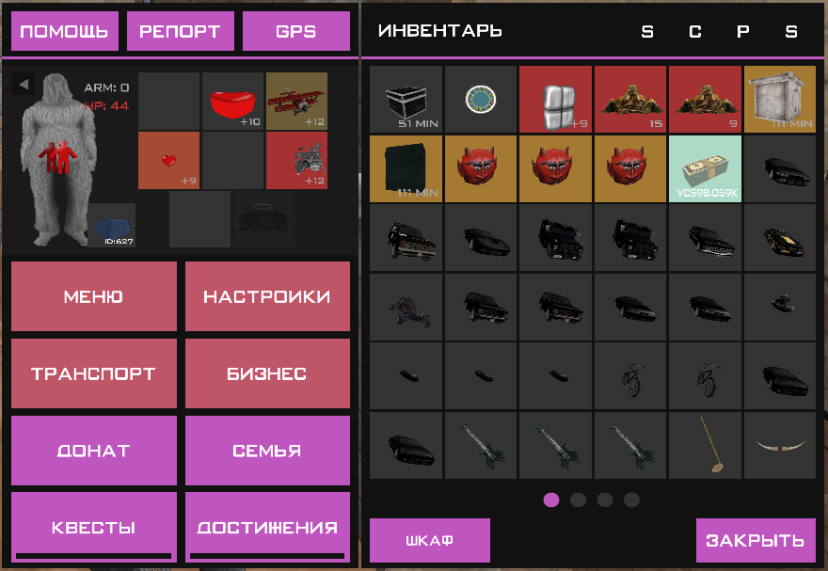 ПОМОЩЬ РЕПОРТ GPS
ARM: 0
HP: 44
+10 +12
+9 +12
ID:627
МЕНЮ НАСТРОИКИ
ТРАНСПОРТ БИЗНЕС
ДОНАТ СЕМЬЯ
КВЕСТЫ ДОСТИЖЕНИЯ
ИНВЕНТАРЬ S C P S
51 MIN +9 15 9 111 MIN
111 MIN VC$98.059K
ШКАФ ЗАКРЫТЬ